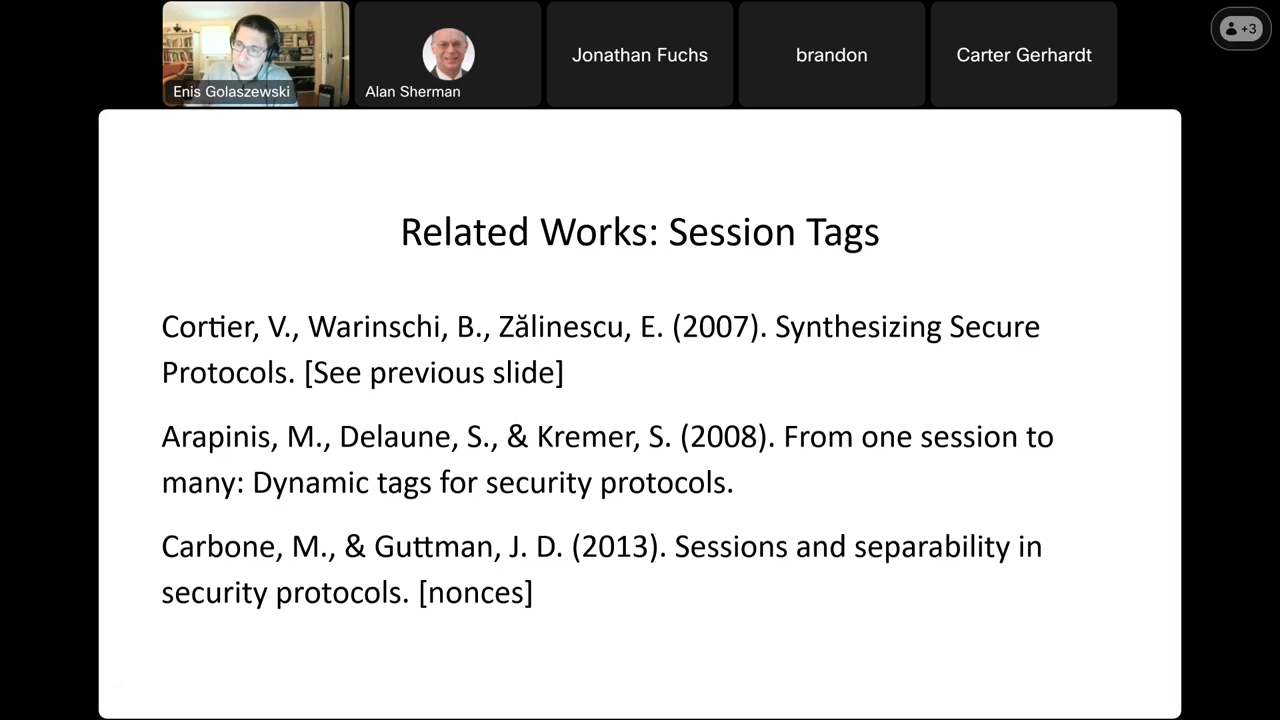 Enis Golaszewski
Alan Sherman
Jonathan Fuchs
brandon
Carter Gerhardt
+3
Related Works: Session Tags
Cortier, V., Warinschi, B., Zălinescu, E. (2007). Synthesizing Secure
Protocols. [See previous slide]
Arapinis, M., Delaune, S., & Kremer, S. (2008). From one session to
many: Dynamic tags for security protocols.
Carbone, M., & Guttman, J. D. (2013). Sessions and separability in
security protocols. [nonces]